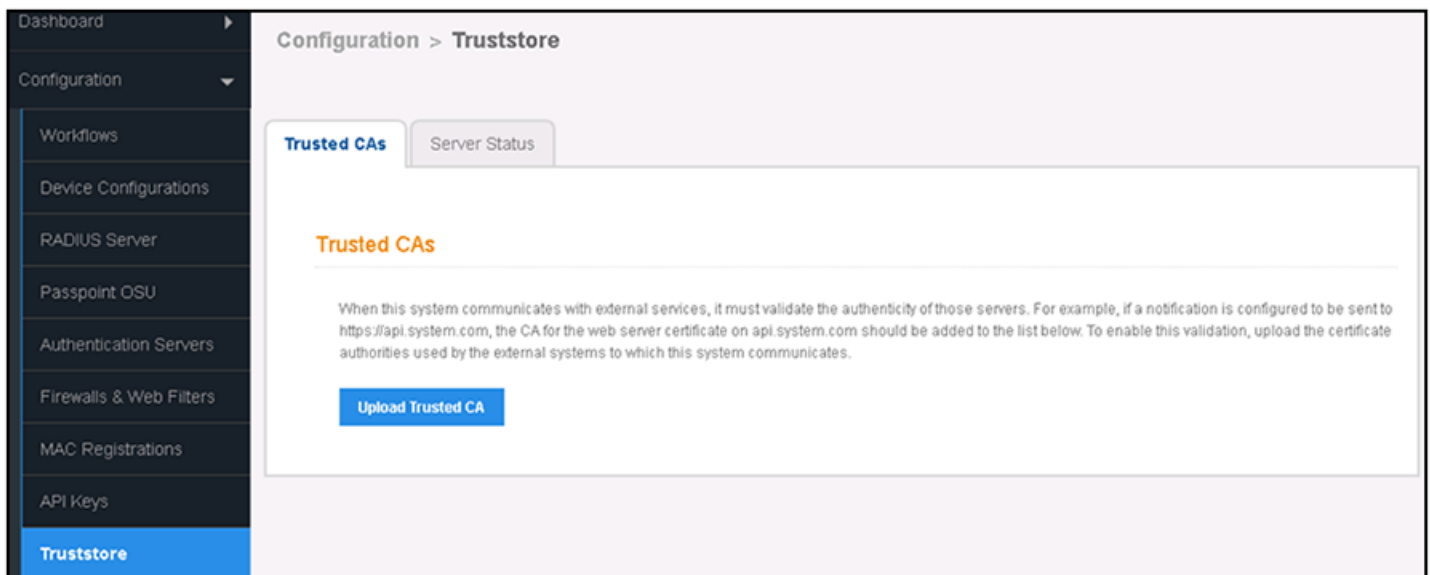 Dashboard
Configuration
Workflows
Device Configurations
RADIUS Server
Passpoint OSU
Authentication Servers
Firewalls & Web Filters
MAC Registrations
API Keys
Truststore
Configuration > Truststore
Trusted CAs
Server Status
Trusted CAs
When this system communicates with external services, it must validate the authenticity of those servers. For example, if a notification is configured to be sent to
https://api.system.com, the CA for the web server certificate on api.system.com should be added to the list below. To enable this validation, upload the certificate
authorities used by the external systems to which this system communicates.
Upload Trusted CA